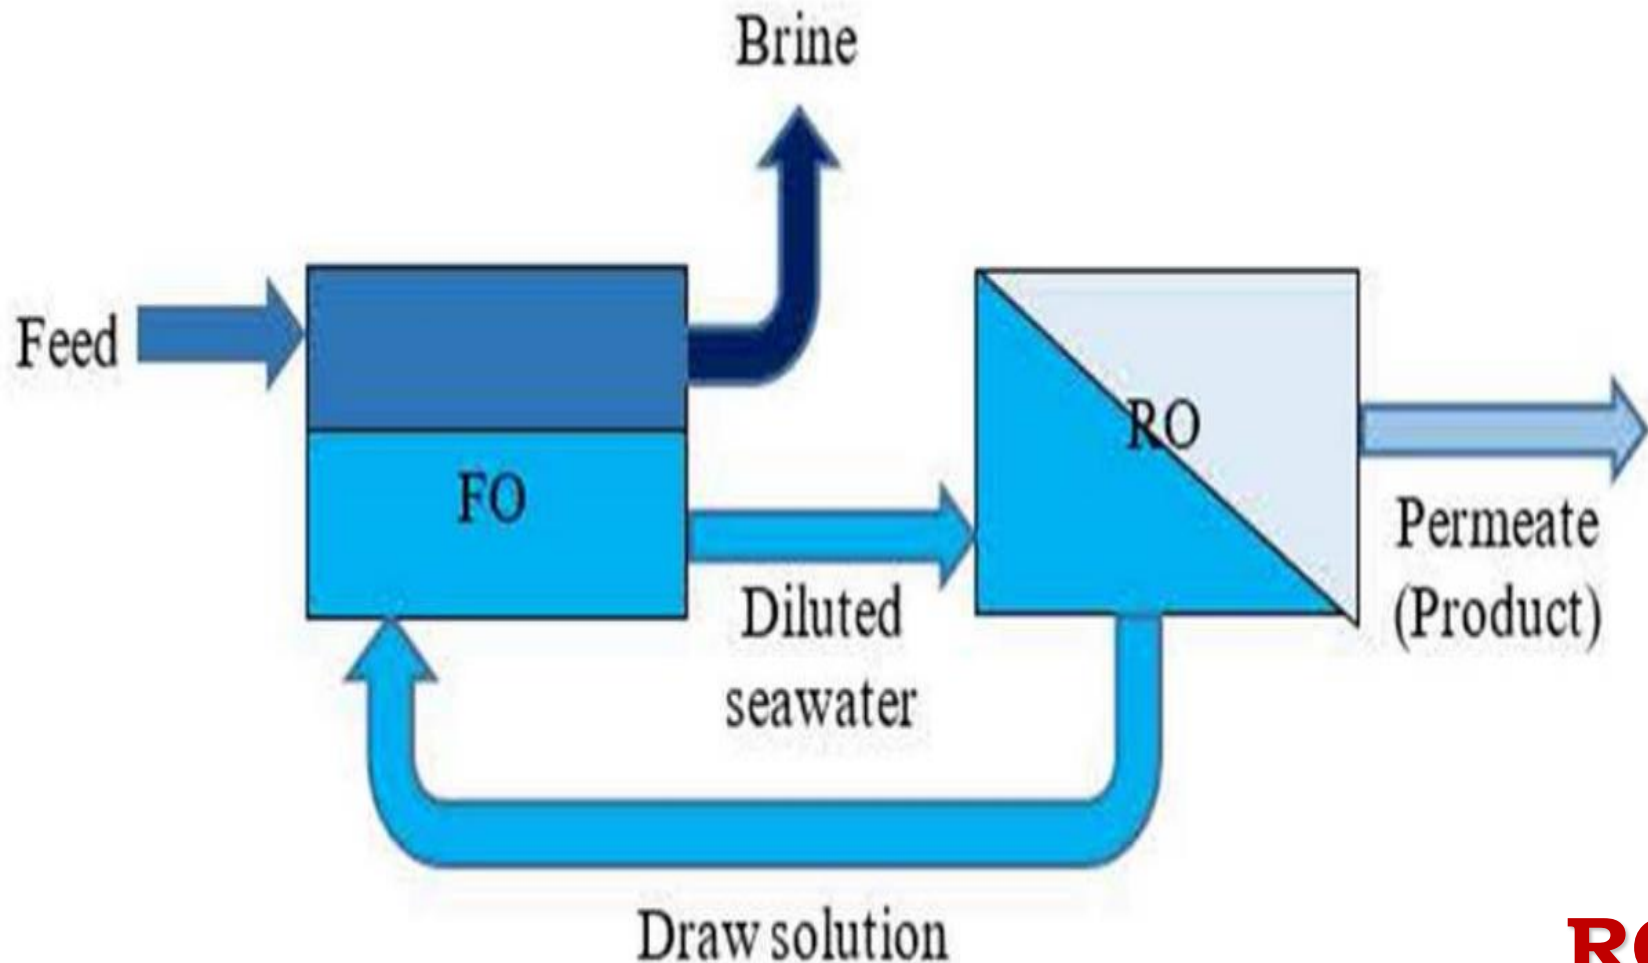 Brine
Feed
FO
RO
Diluted
seawater
Permeate
(Product)
Draw solution